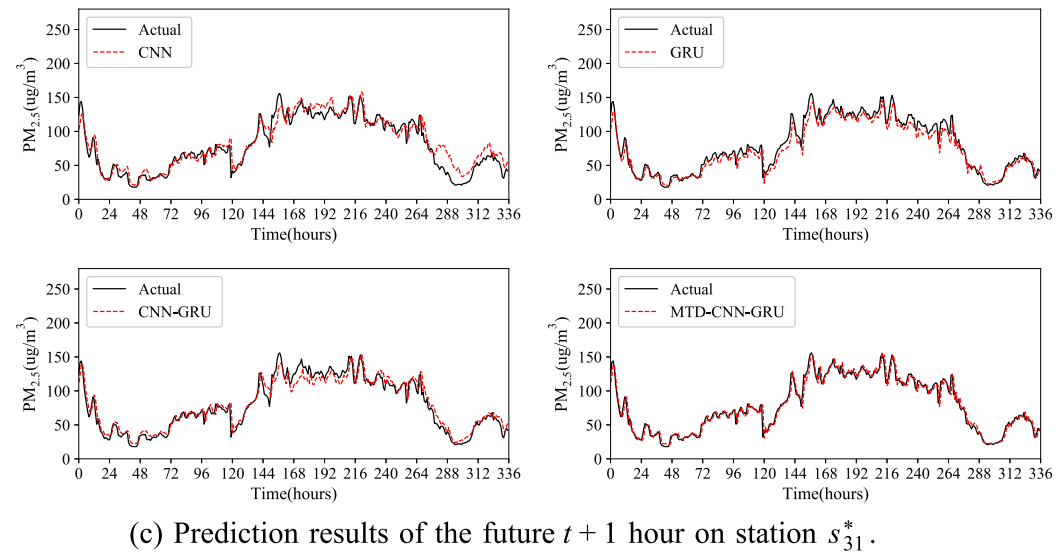 Actual
CNN
PM2.5(ug/m3)
250
200
150
100
50
0
0 24 48 72 96 120 144 168 192 216 240 264 288 312 336
Time(hours)
Actual
GRU
PM2.5(ug/m3)
250
200
150
100
50
0
0 24 48 72 96 120 144 168 192 216 240 264 288 312 336
Time(hours)
Actual
CNN-GRU
PM2.5(ug/m3)
250
200
150
100
50
0
0 24 48 72 96 120 144 168 192 216 240 264 288 312 336
Time(hours)
Actual
MTD-CNN-GRU
PM2.5(ug/m3)
250
200
150
100
50
0
0 24 48 72 96 120 144 168 192 216 240 264 288 312 336
Time(hours)
(c) Prediction results of the future t + 1 hour on station s*31.